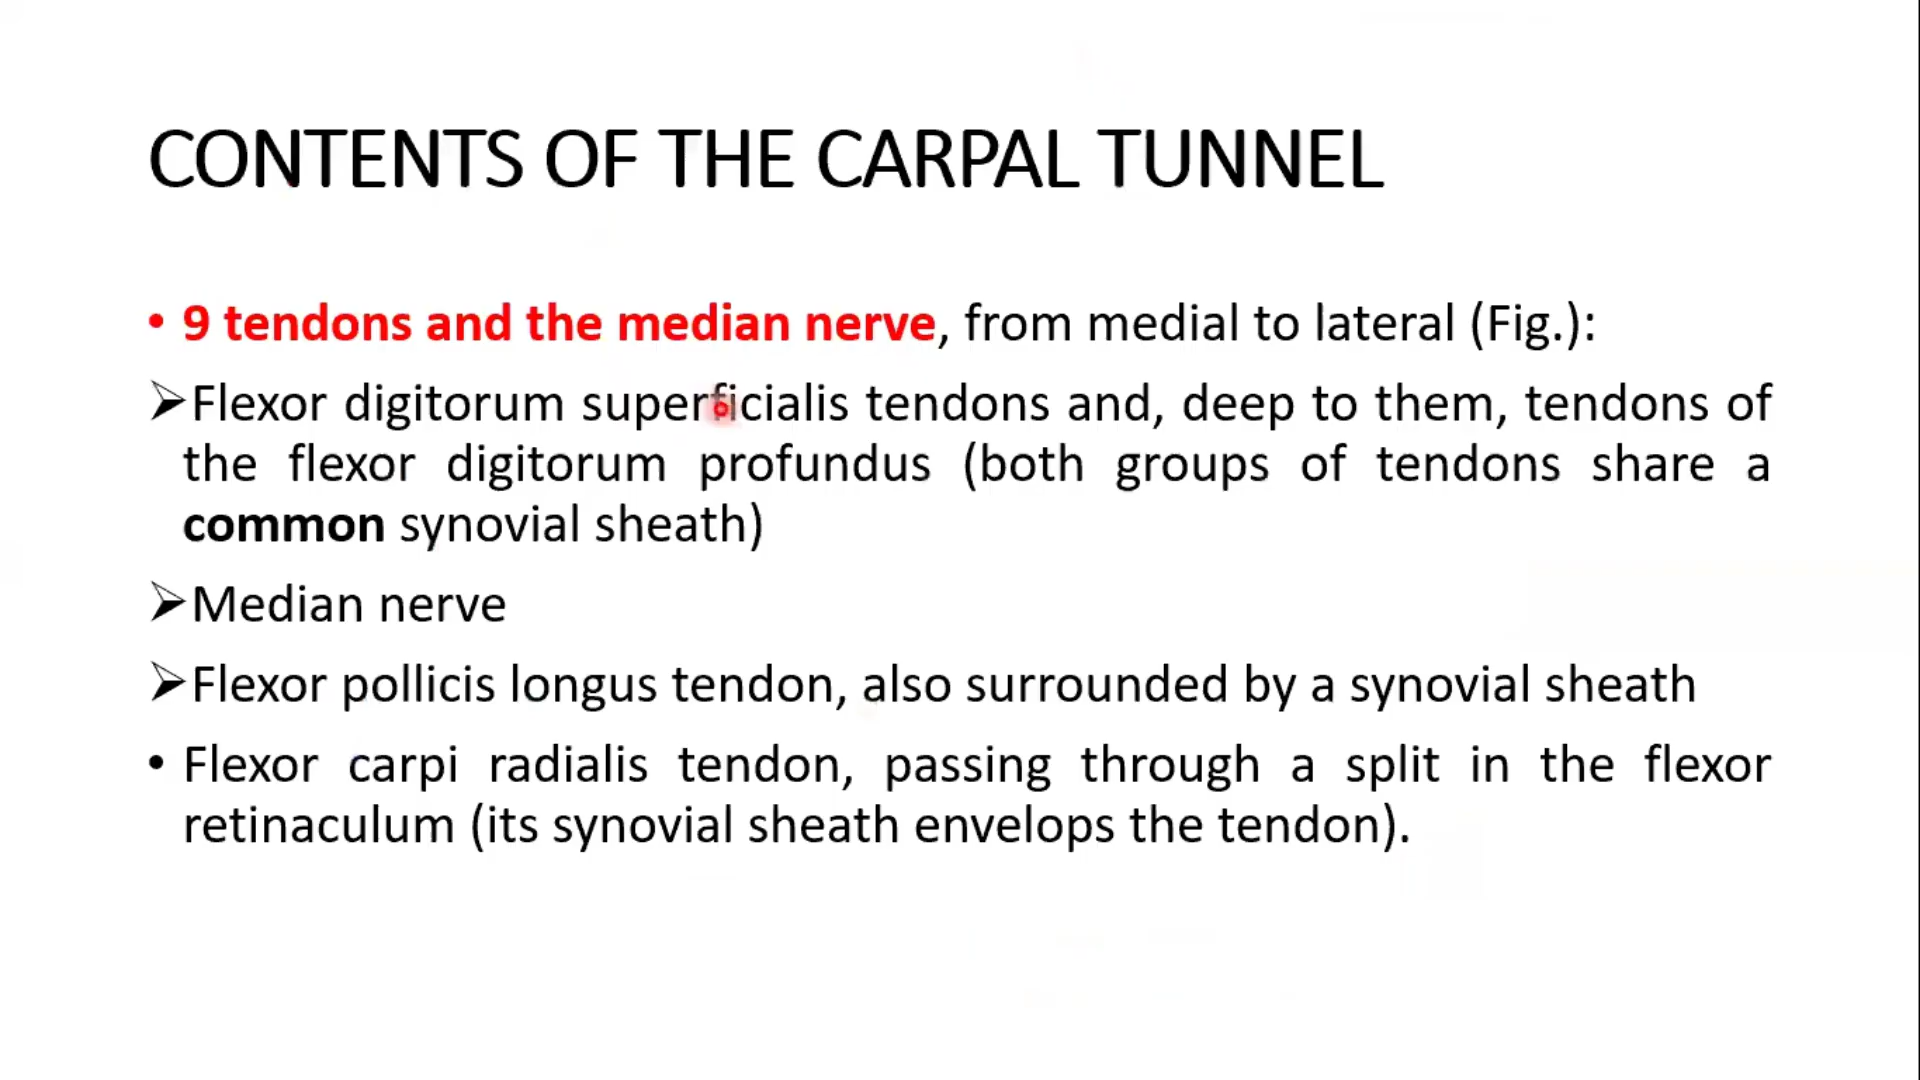 CONTENTS OF THE CARPAL TUNNEL
• 9 tendons and the median nerve, from medial to lateral (Fig.):
➢Flexor digitorum superficialis tendons and, deep to them, tendons of
the flexor digitorum profundus (both groups of tendons share a
common synovial sheath)
➢Median nerve
➢Flexor pollicis longus tendon, also surrounded by a synovial sheath
• Flexor carpi radialis tendon, passing through a split in the flexor
retinaculum (its synovial sheath envelops the tendon).